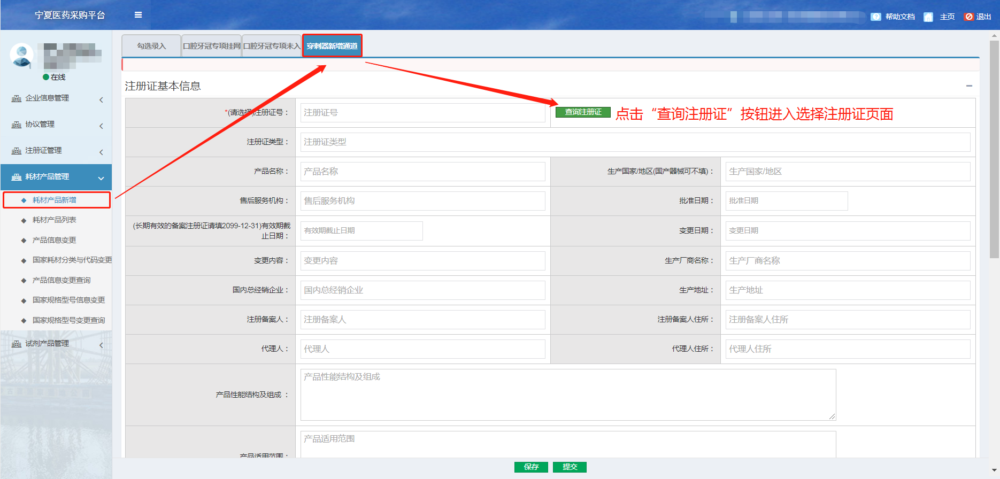 宁夏医药采购平台
帮助文档 主页 退出
在线
企业信息管理
协议管理
注册证管理
耗材产品管理
耗材产品新增
耗材产品列表
产品信息变更
国家耗材分类与代码变更
产品信息变更查询
国家规格型号信息变更
国家规格型号变更查询
试剂产品管理
勾选录入 口腔牙冠专项挂网 口腔牙冠专项未入 穿刺器新增通道
注册证基本信息
*(请选择)注册证号： 注册证号 查询注册证 点击“查询注册证”按钮进入选择注册证页面
注册证类型： 注册证类型
产品名称： 产品名称 生产国家/地区(国产器械可不填)： 生产国家/地区
售后服务机构： 售后服务机构 批准日期： 批准日期
(长期有效的备案注册证请填2099-12-31)有效期截
止日期： 有效期截止日期 变更日期： 变更日期
变更内容： 变更内容 生产厂商名称： 生产厂商名称
国内总经销企业： 国内总经销企业 生产地址： 生产地址
注册备案人： 注册备案人 注册备案人住所： 注册备案人住所
代理人： 代理人 代理人住所： 代理人住所
产品性能结构及组成 ： 产品性能结构及组成
产品适用范围： 产品适用范围
保存 提交